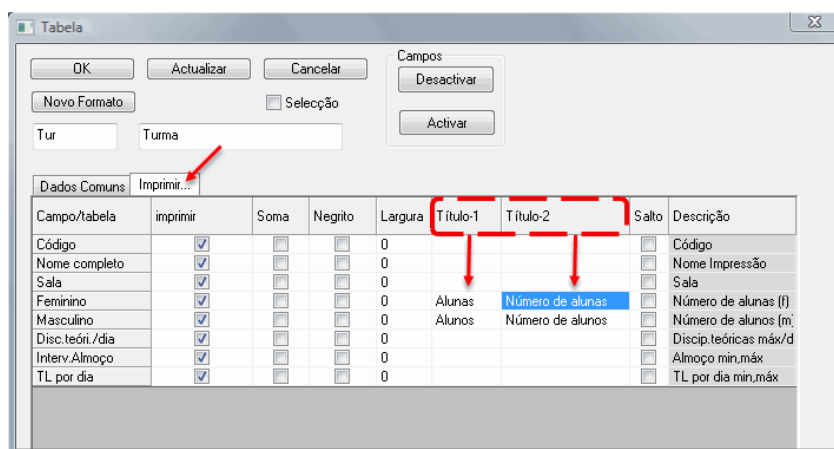 Tabela
OK Actualizar Cancelar Campos
Desactivar
Novo Formato Selecção
Activar
Tur Turma
Dados Comuns Imprimir...
Campo/tabela imprimir Soma Negrito Largura Título-1 Título-2 Salto Descrição
Código 0 Código
Nome completo 0 Nome Impressão
Sala 0 Sala
Feminino 0 Alunas Número de alunas Número de alunas (f)
Masculino 0 Alunos Número de alunos Número de alunos (m)
Disc.teóri./dia 0 Discip.teóricas máx/d
Interv.Almoço 0 Almoço min,máx
TL por dia 0 TL por dia min,máx